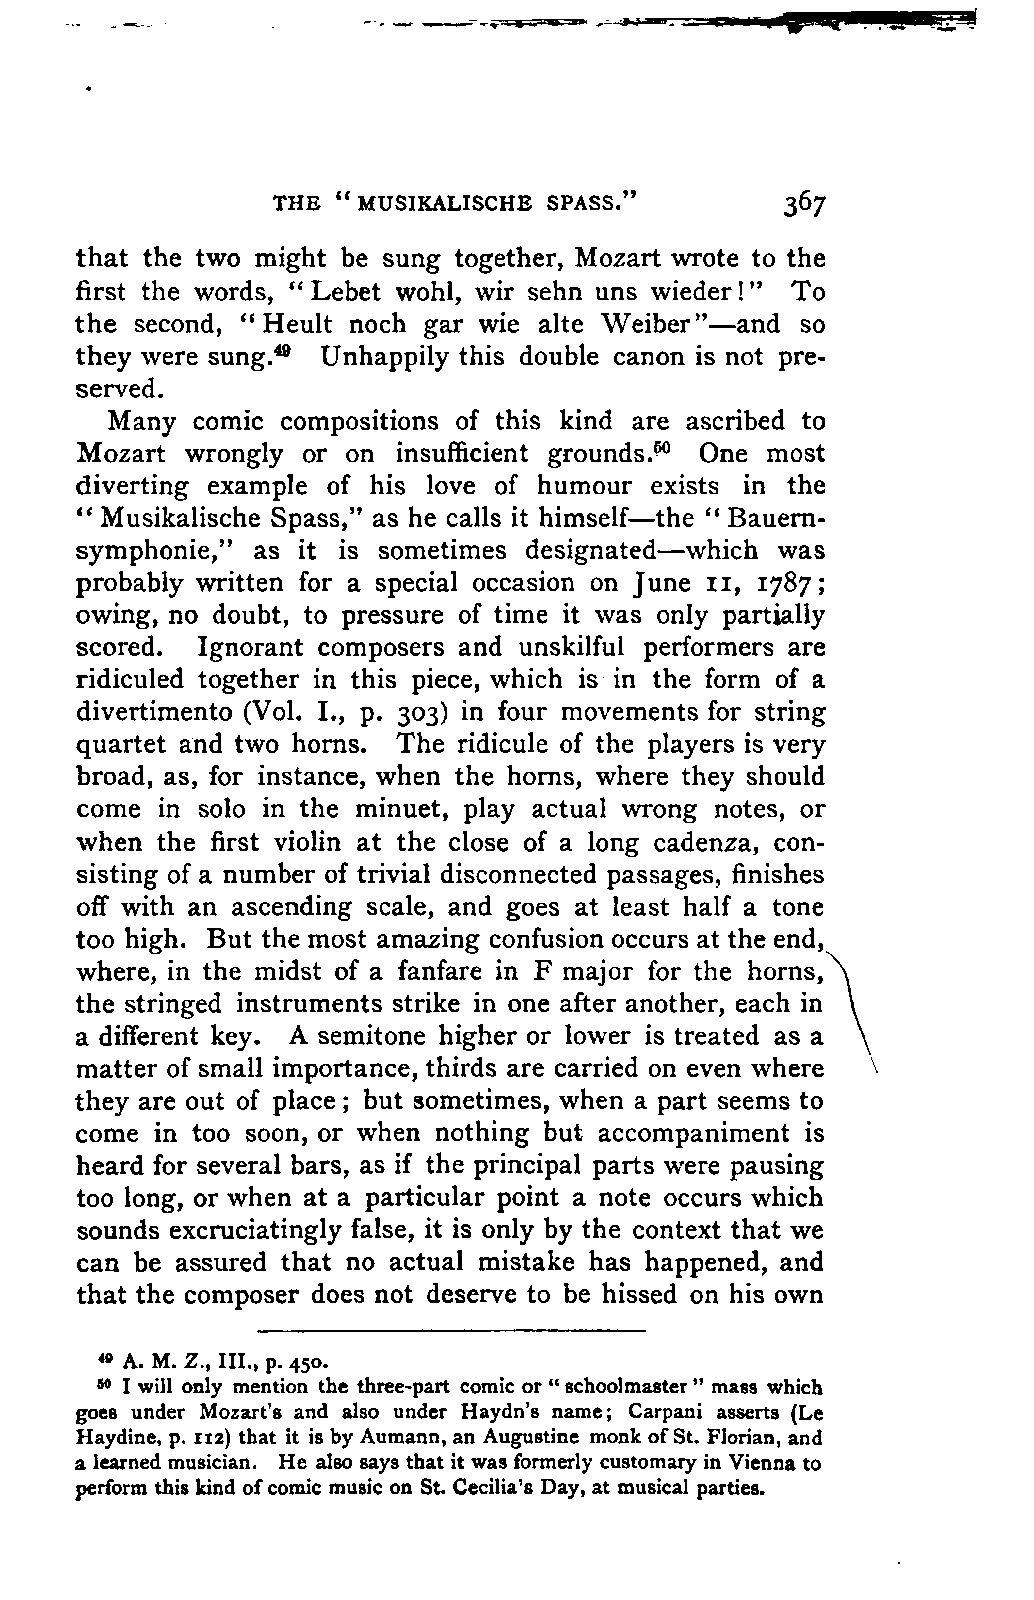 THE "MUSIKALISCHE SPASS." 367
that the two might be sung together, Mozart wrote to the
first the words, "Lebet wohl, wir sehn uns wieder!" To
the second, "Heult noch gar wie alte Weiber"—and so
they were sung.⁴⁹ Unhappily this double canon is not pre-
served.
Many comic compositions of this kind are ascribed to
Mozart wrongly or on insufficient grounds.⁵⁰ One most
diverting example of his love of humour exists in the
"Musikalische Spass," as he calls it himself—the "Bauern-
symphonie," as it is sometimes designated—which was
probably written for a special occasion on June 11, 1787;
owing, no doubt, to pressure of time it was only partially
scored. Ignorant composers and unskilful performers are
ridiculed together in this piece, which is in the form of a
divertimento (Vol. I., p. 303) in four movements for string
quartet and two horns. The ridicule of the players is very
broad, as, for instance, when the horns, where they should
come in solo in the minuet, play actual wrong notes, or
when the first violin at the close of a long cadenza, con-
sisting of a number of trivial disconnected passages, finishes
off with an ascending scale, and goes at least half a tone
too high. But the most amazing confusion occurs at the end,
where, in the midst of a fanfare in F major for the horns,
the stringed instruments strike in one after another, each in
a different key. A semitone higher or lower is treated as a
matter of small importance, thirds are carried on even where
they are out of place; but sometimes, when a part seems to
come in too soon, or when nothing but accompaniment is
heard for several bars, as if the principal parts were pausing
too long, or when at a particular point a note occurs which
sounds excruciatingly false, it is only by the context that we
can be assured that no actual mistake has happened, and
that the composer does not deserve to be hissed on his own
⁴⁹ A. M. Z., III., p. 450.
⁵⁰ I will only mention the three-part comic or "schoolmaster" mass which
goes under Mozart's and also under Haydn's name; Carpani asserts (Le
Haydine, p. 112) that it is by Aumann, an Augustine monk of St. Florian, and
a learned musician. He also says that it was formerly customary in Vienna to
perform this kind of comic music on St. Cecilia's Day, at musical parties.